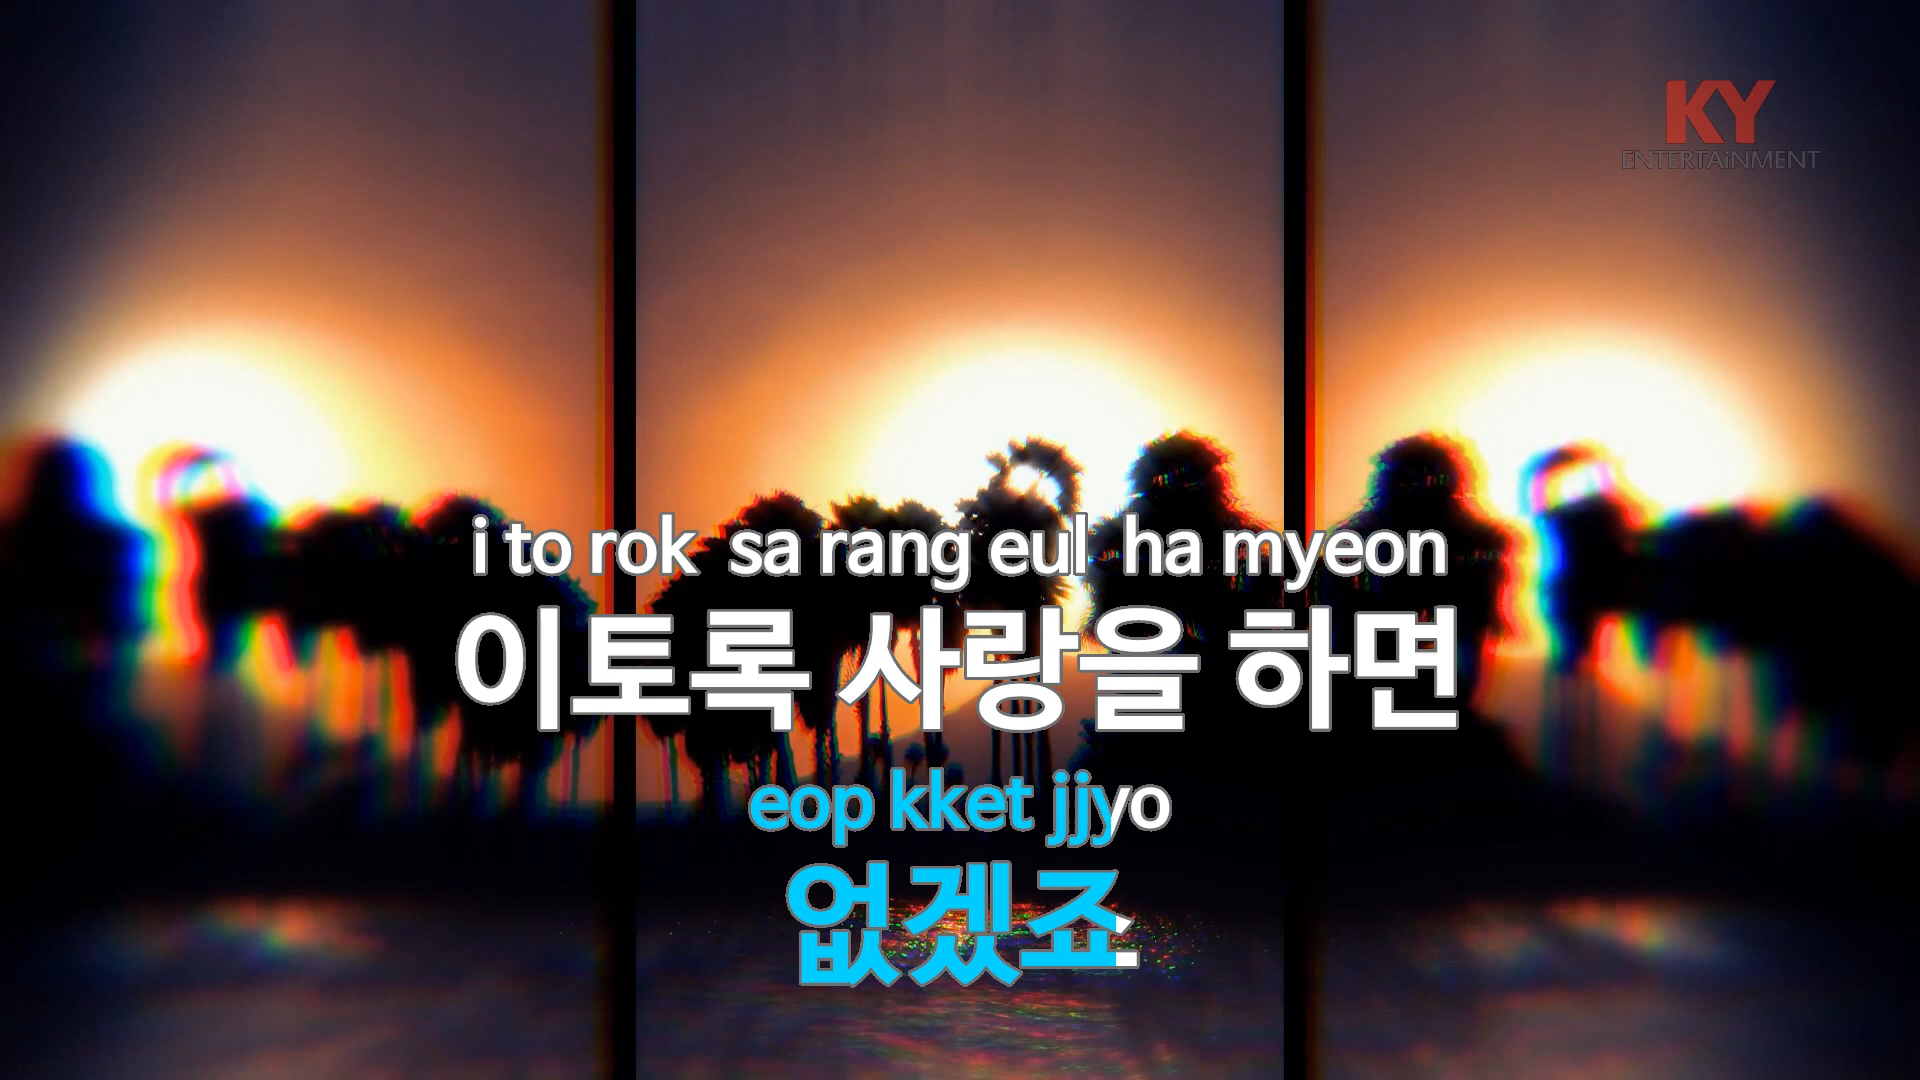 KY
ENTERTAiNMENT
i to rok sa rang eul ha myeon
이토록 사랑을 하면
eop kket jjyo
없겠죠